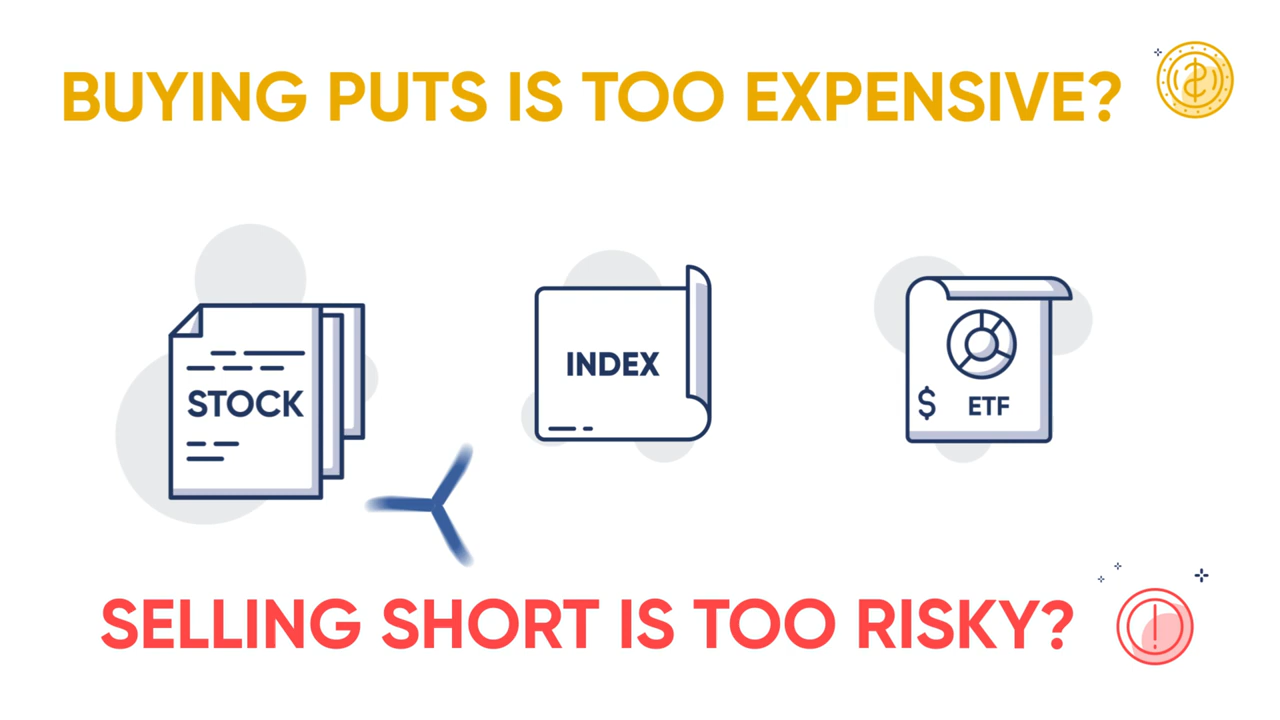 BUYING PUTS IS TOO EXPENSIVE?
STOCK
INDEX
$ ETF
SELLING SHORT IS TOO RISKY?